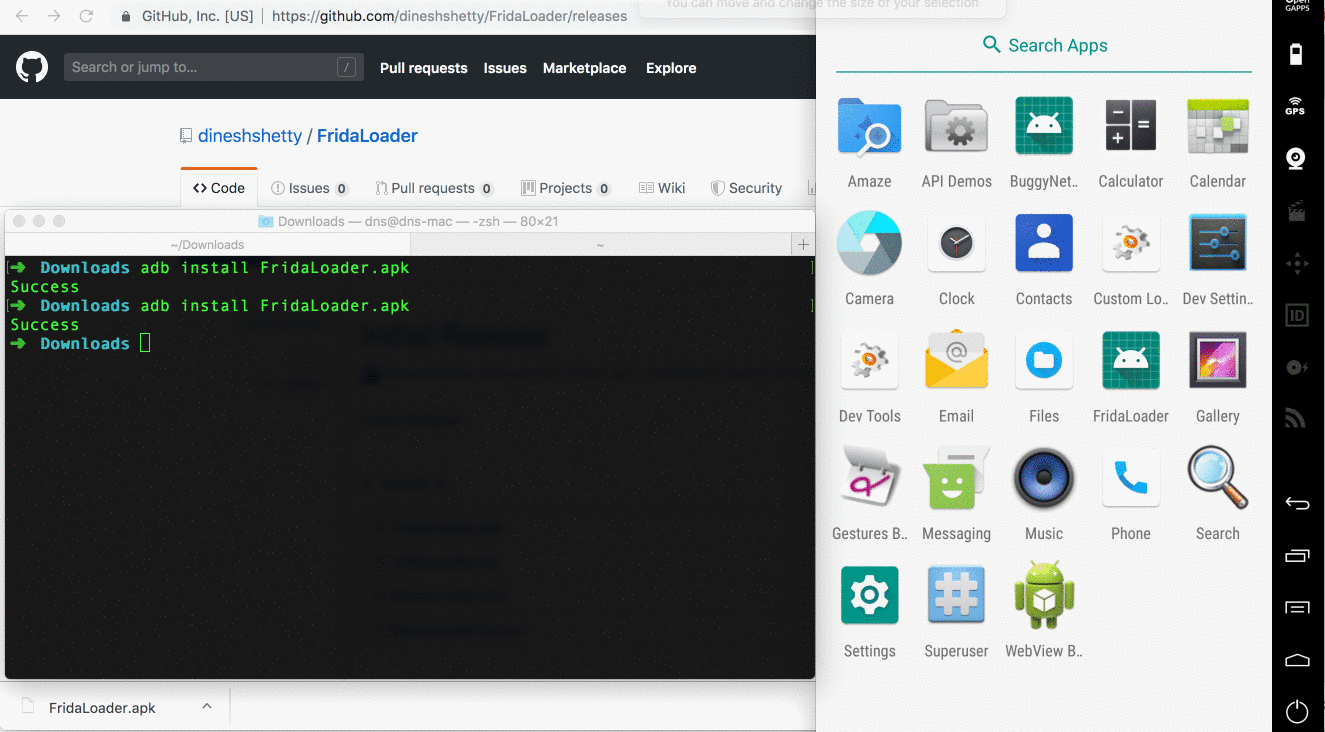 GitHub, Inc. [US] | https://github.com/dineshshetty/FridaLoader/releases
You can move and change the size of your selection
Search or jump to... /
Pull requests Issues Marketplace Explore
dineshshetty / FridaLoader
<> Code Issues 0 Pull requests 0 Projects 0 Wiki Security
Downloads — dns@dns-mac — -zsh — 80×21
~/Downloads ~ +
[➜ Downloads adb install FridaLoader.apk ]
Success
[➜ Downloads adb install FridaLoader.apk ]
Success
➜ Downloads
FridaLoader.apk
Search Apps
Amaze API Demos BuggyNet.. Calculator Calendar
Camera Clock Contacts Custom Lo.. Dev Settin..
Dev Tools Email Files FridaLoader Gallery
Gestures B.. Messaging Music Phone Search
Settings Superuser WebView B..
Open
GAPPS
GPS
ID